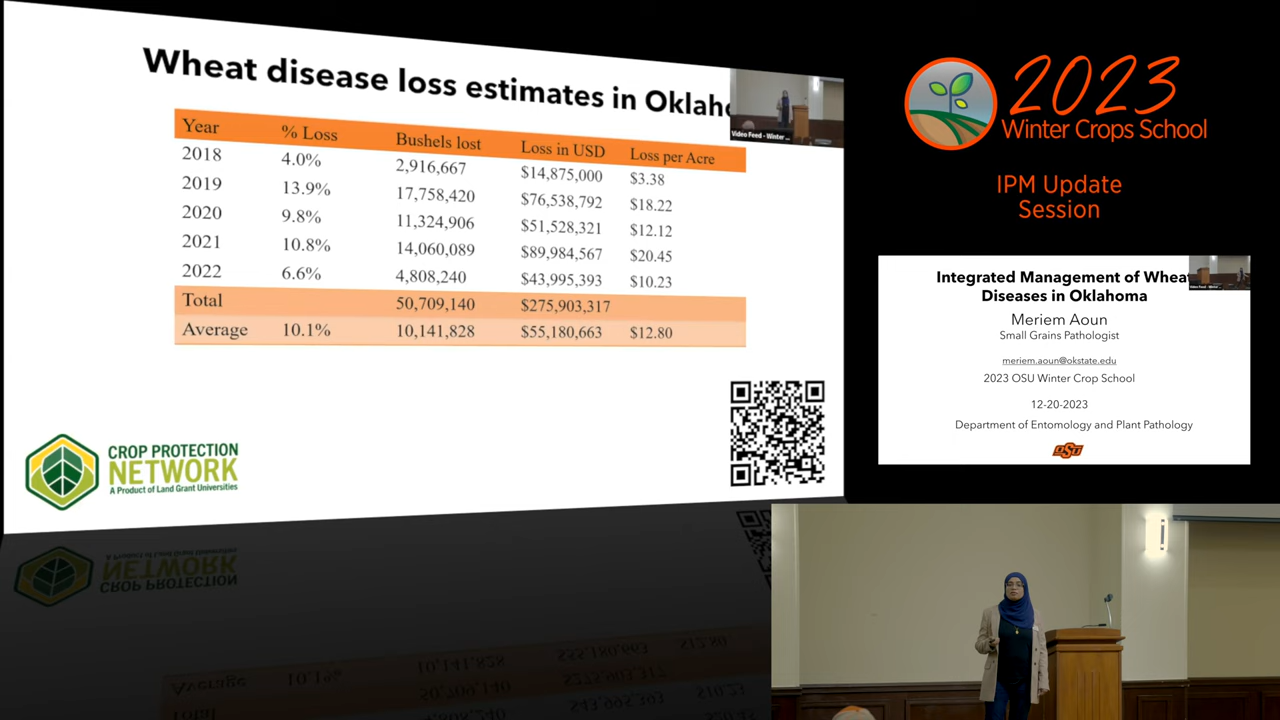 Wheat disease loss estimates in Oklaho
Video Feed - Winter ...
Year % Loss Bushels lost Loss in USD Loss per Acre
2018 4.0% 2,916,667 $14,875,000 $3.38
2019 13.9% 17,758,420 $76,538,792 $18.22
2020 9.8% 11,324,906 $51,528,321 $12.12
2021 10.8% 14,060,089 $89,984,567 $20.45
2022 6.6% 4,808,240 $43,995,393 $10.23
Total 50,709,140 $275,903,317
Average 10.1% 10,141,828 $55,180,663 $12.80
CROP PROTECTION
NETWORK
A Product of Land Grant Universities
2023
Winter Crops School
IPM Update
Session
Integrated Management of Wheat
Diseases in Oklahoma
Meriem Aoun
Small Grains Pathologist
meriem.aoun@okstate.edu
2023 OSU Winter Crop School
12-20-2023
Department of Entomology and Plant Pathology
OSU